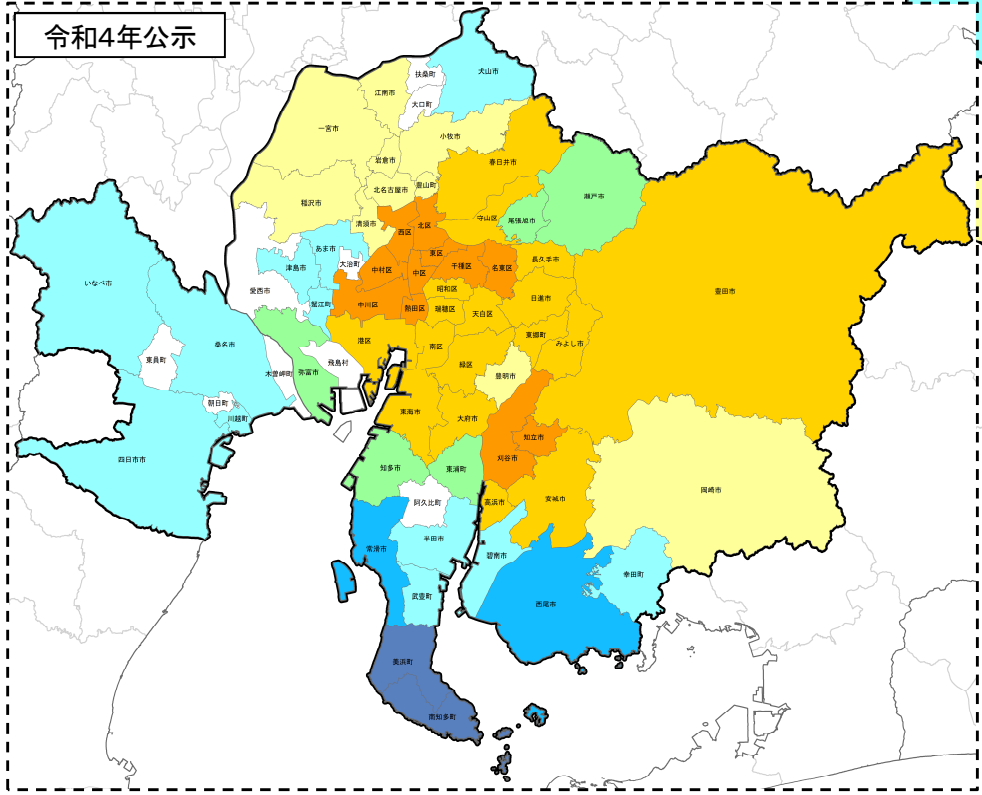 令和4年公示
犬山市
扶桑町
江南市
大口町
一宮市
小牧市
岩倉市
春日井市
北名古屋市
豊山町
瀬戸市
稲沢市
清須市
守山区
尾張旭市
北区
西区
あま市
東区
長久手市
大治町
千種区
名東区
津島市
中村区
中区
いなべ市
愛西市
昭和区
豊田市
日進市
蟹江町
中川区
熱田区
瑞穂区
天白区
東郷町
港区
南区
みよし市
桑名市
東員町
飛島村
緑区
木曽岬町
弥富市
豊明市
朝日町
東海市
大府市
川越町
知立市
四日市市
刈谷市
知多市
東浦町
岡崎市
阿久比町
高浜市
安城市
半田市
常滑市
碧南市
幸田町
武豊町
西尾市
美浜町
南知多町